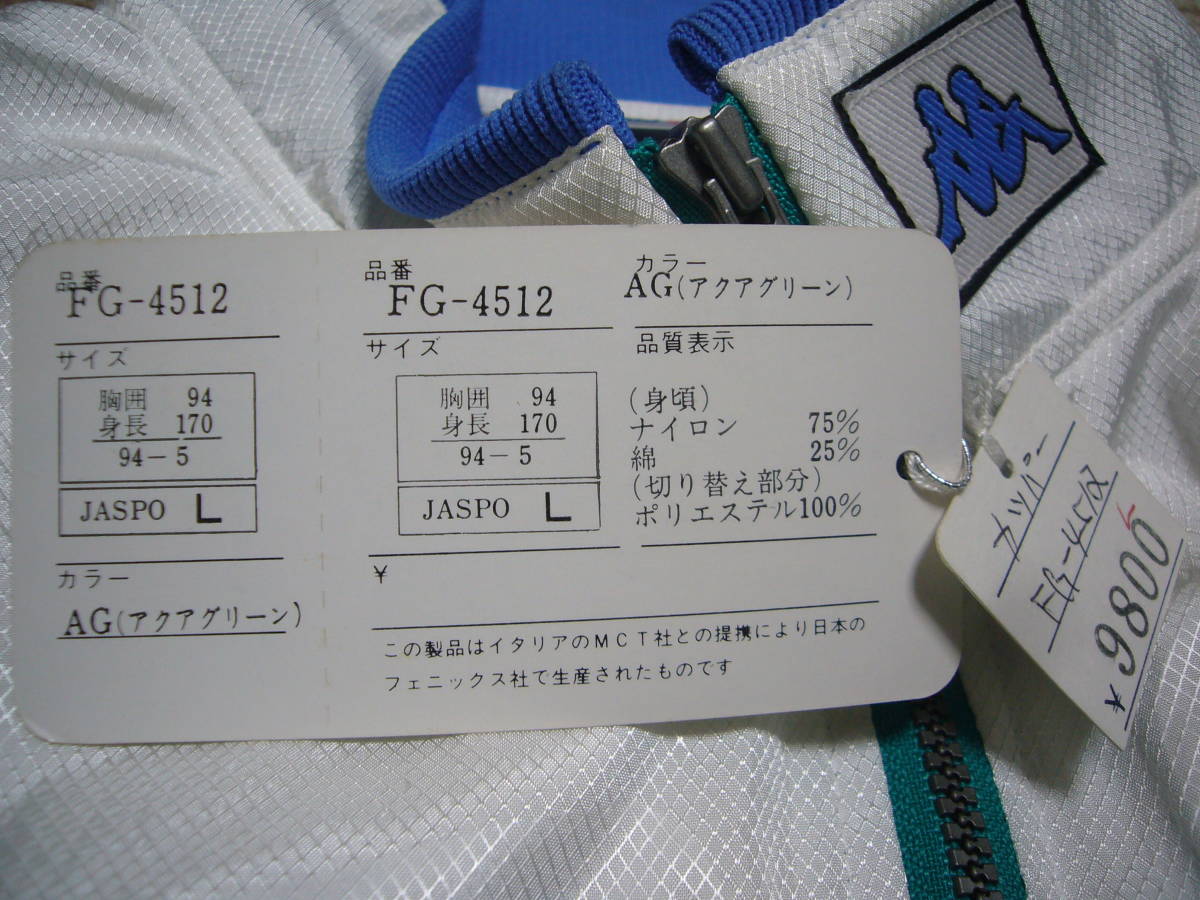 品番
FG-4512
サイズ
胸囲 94
身長 170
94-5
JASPO L
カラー
AG(アクアグリーン)
品番
FG-4512
サイズ
胸囲 94
身長 170
94-5
JASPO L
¥
カラー
AG(アクアグリーン)
品質表示
(身頃)
ナイロン 75%
綿 25%
(切り替え部分)
ポリエステル100%
この製品はイタリアのMCT社との提携により日本の
フェニックス社で生産されたものです
カッパー
FG-4512
¥9800